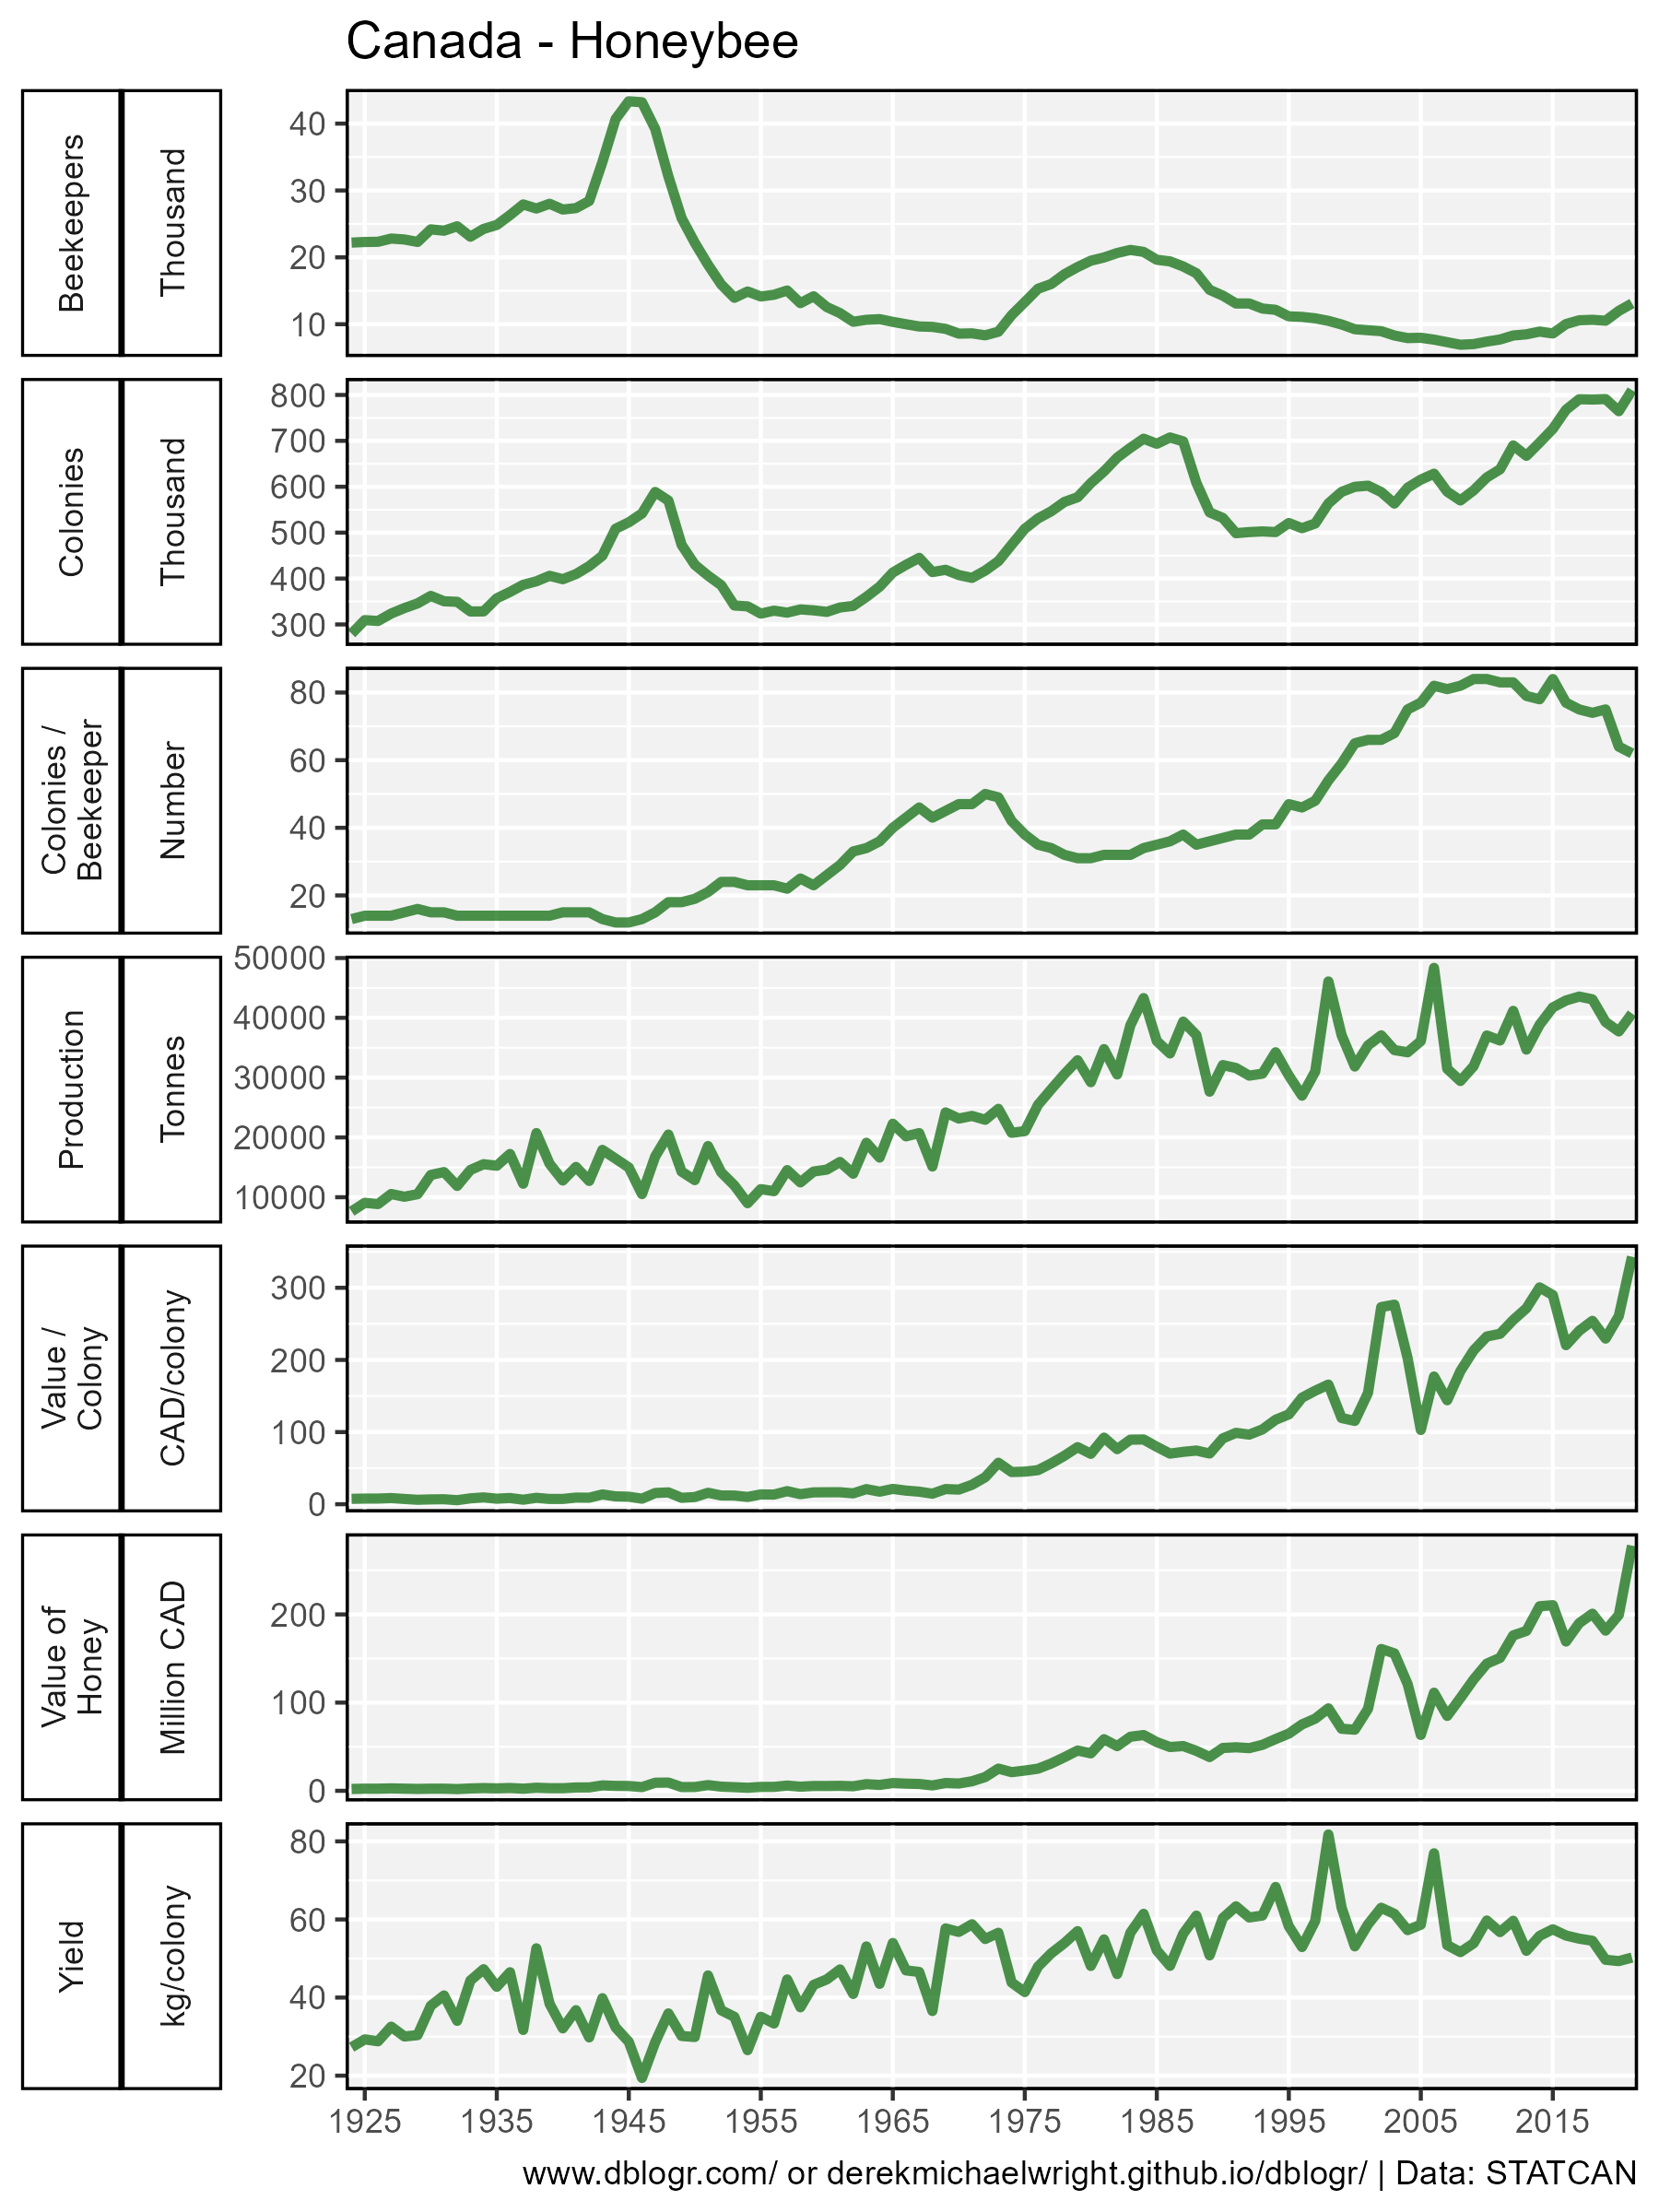 Canada - Honeybee
Beekeepers
Thousand
40
30
20
10
Colonies
Thousand
800
700
600
500
400
300
Colonies /
Beekeeper
Number
80
60
40
20
Production
Tonnes
50000
40000
30000
20000
10000
Value /
Colony
CAD/colony
300
200
100
0
Value of
Honey
Million CAD
200
100
0
Yield
kg/colony
80
60
40
20
1925 1935 1945 1955 1965 1975 1985 1995 2005 2015
www.dblogr.com/ or derekmichaelwright.github.io/dblogr/ | Data: STATCAN